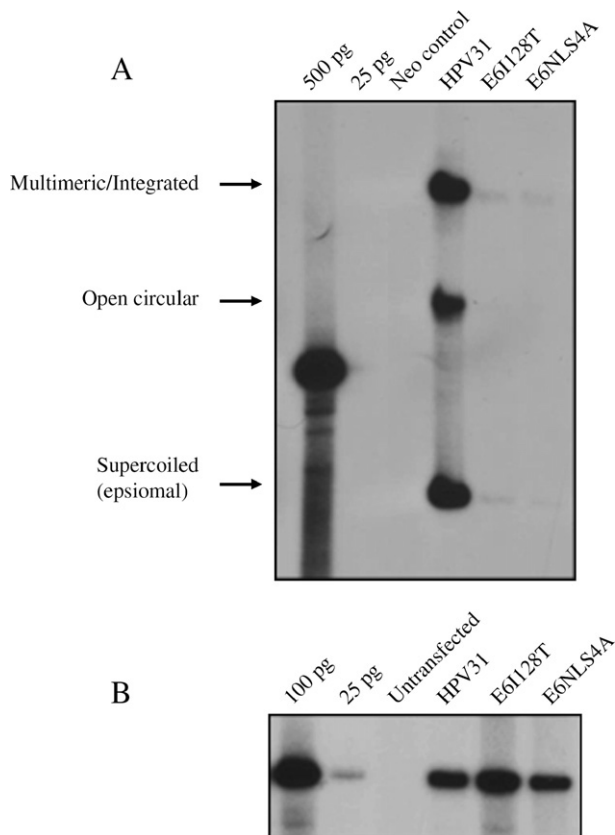 A
500 pg
25 pg
Neo control
HPV31
E6I128T
E6NLS4A
Multimeric/Integrated
Open circular
Supercoiled
(epsiomal)
B
100 pg
25 pg
Untransfected
HPV31
E6I128T
E6NLS4A